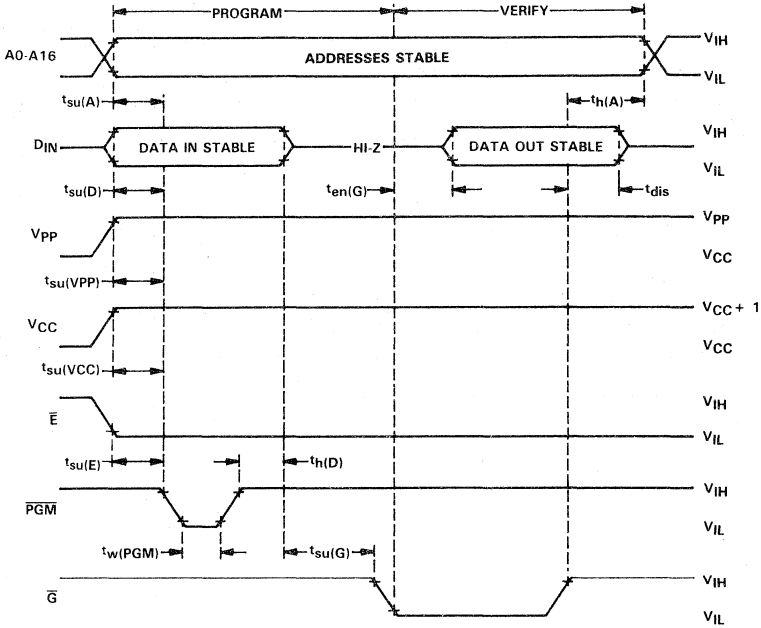 PROGRAM VERIFY
A0-A16 ADDRESSES STABLE VIH
VIL
tsu(A) th(A)
DIN DATA IN STABLE HI-Z DATA OUT STABLE VIH
ViL
tsu(D) ten(G) tdis
VPP VPP
VCC
tsu(VPP)
VCC VCC + 1
VCC
tsu(VCC)
E VIH
VIL
tsu(E) th(D)
PGM VIH
VIL
tw(PGM) tsu(G)
G VIH
VIL